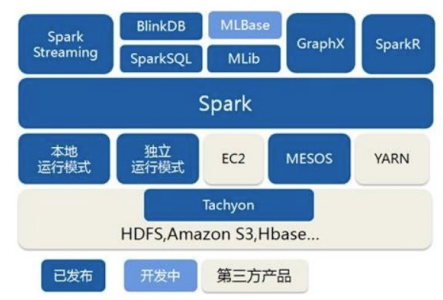 Spark
Streaming
BlinkDB
MLBase
GraphX
SparkR
SparkSQL
MLib
Spark
本地
运行模式
独立
运行模式
EC2
MESOS
YARN
Tachyon
HDFS,Amazon S3,Hbase...
已发布
开发中
第三方产品